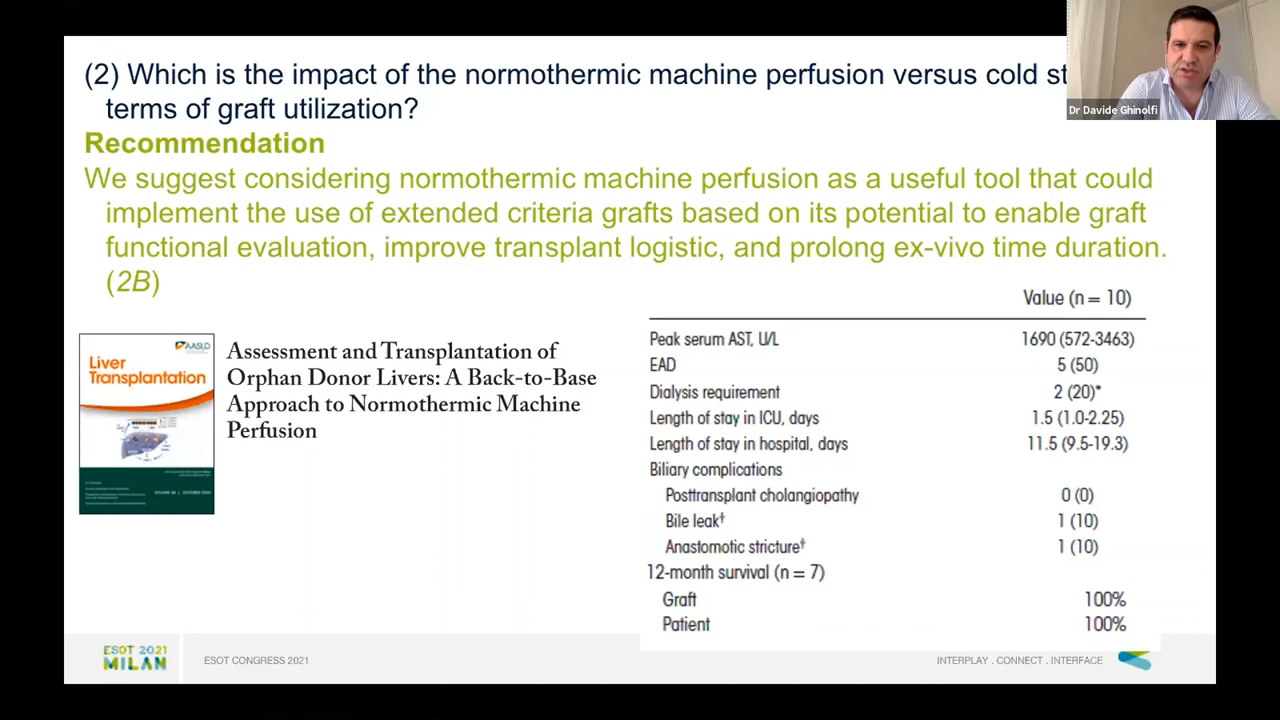 (2) Which is the impact of the normothermic machine perfusion versus cold
terms of graft utilization?
Recommendation
We suggest considering normothermic machine perfusion as a useful tool that could
implement the use of extended criteria grafts based on its potential to enable graft
functional evaluation, improve transplant logistic, and prolong ex-vivo time duration.
(2B)
Dr Davide Ghinolfi
AASLD
Liver
Transplantation
Assessment and Transplantation of
Orphan Donor Livers: A Back-to-Base
Approach to Normothermic Machine
Perfusion
Value (n = 10)
Peak serum AST, U/L 1690 (572-3463)
EAD 5 (50)
Dialysis requirement 2 (20)*
Length of stay in ICU, days 1.5 (1.0-2.25)
Length of stay in hospital, days 11.5 (9.5-19.3)
Biliary complications
Posttransplant cholangiopathy 0 (0)
Bile leak† 1 (10)
Anastomotic stricture† 1 (10)
12-month survival (n = 7)
Graft 100%
Patient 100%
ESOT 2021
MILAN
ESOT CONGRESS 2021
INTERPLAY . CONNECT . INTERFACE